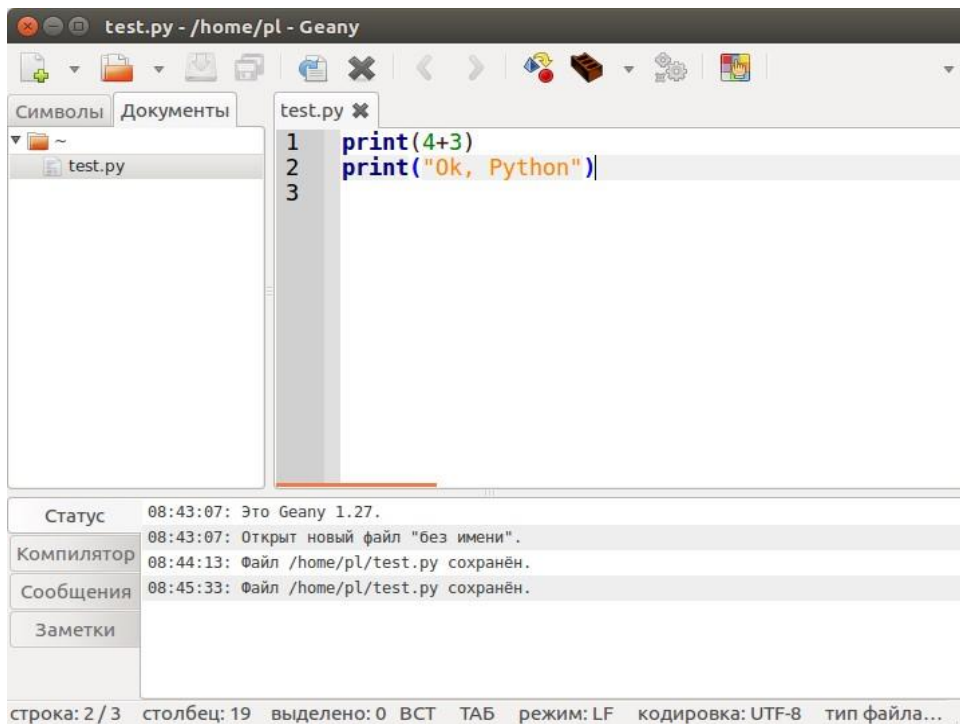 test.py - /home/pl - Geany
Символы Документы
test.py
~
test.py
1 print(4+3)
2 print("Ok, Python")
3
Статус
Компилятор
Сообщения
Заметки
08:43:07: Это Geany 1.27.
08:43:07: Открыт новый файл "без имени".
08:44:13: Файл /home/pl/test.py сохранён.
08:45:33: Файл /home/pl/test.py сохранён.
строка: 2 / 3 столбец: 19 выделено: 0 ВСТ ТАБ режим: LF кодировка: UTF-8 тип файла...